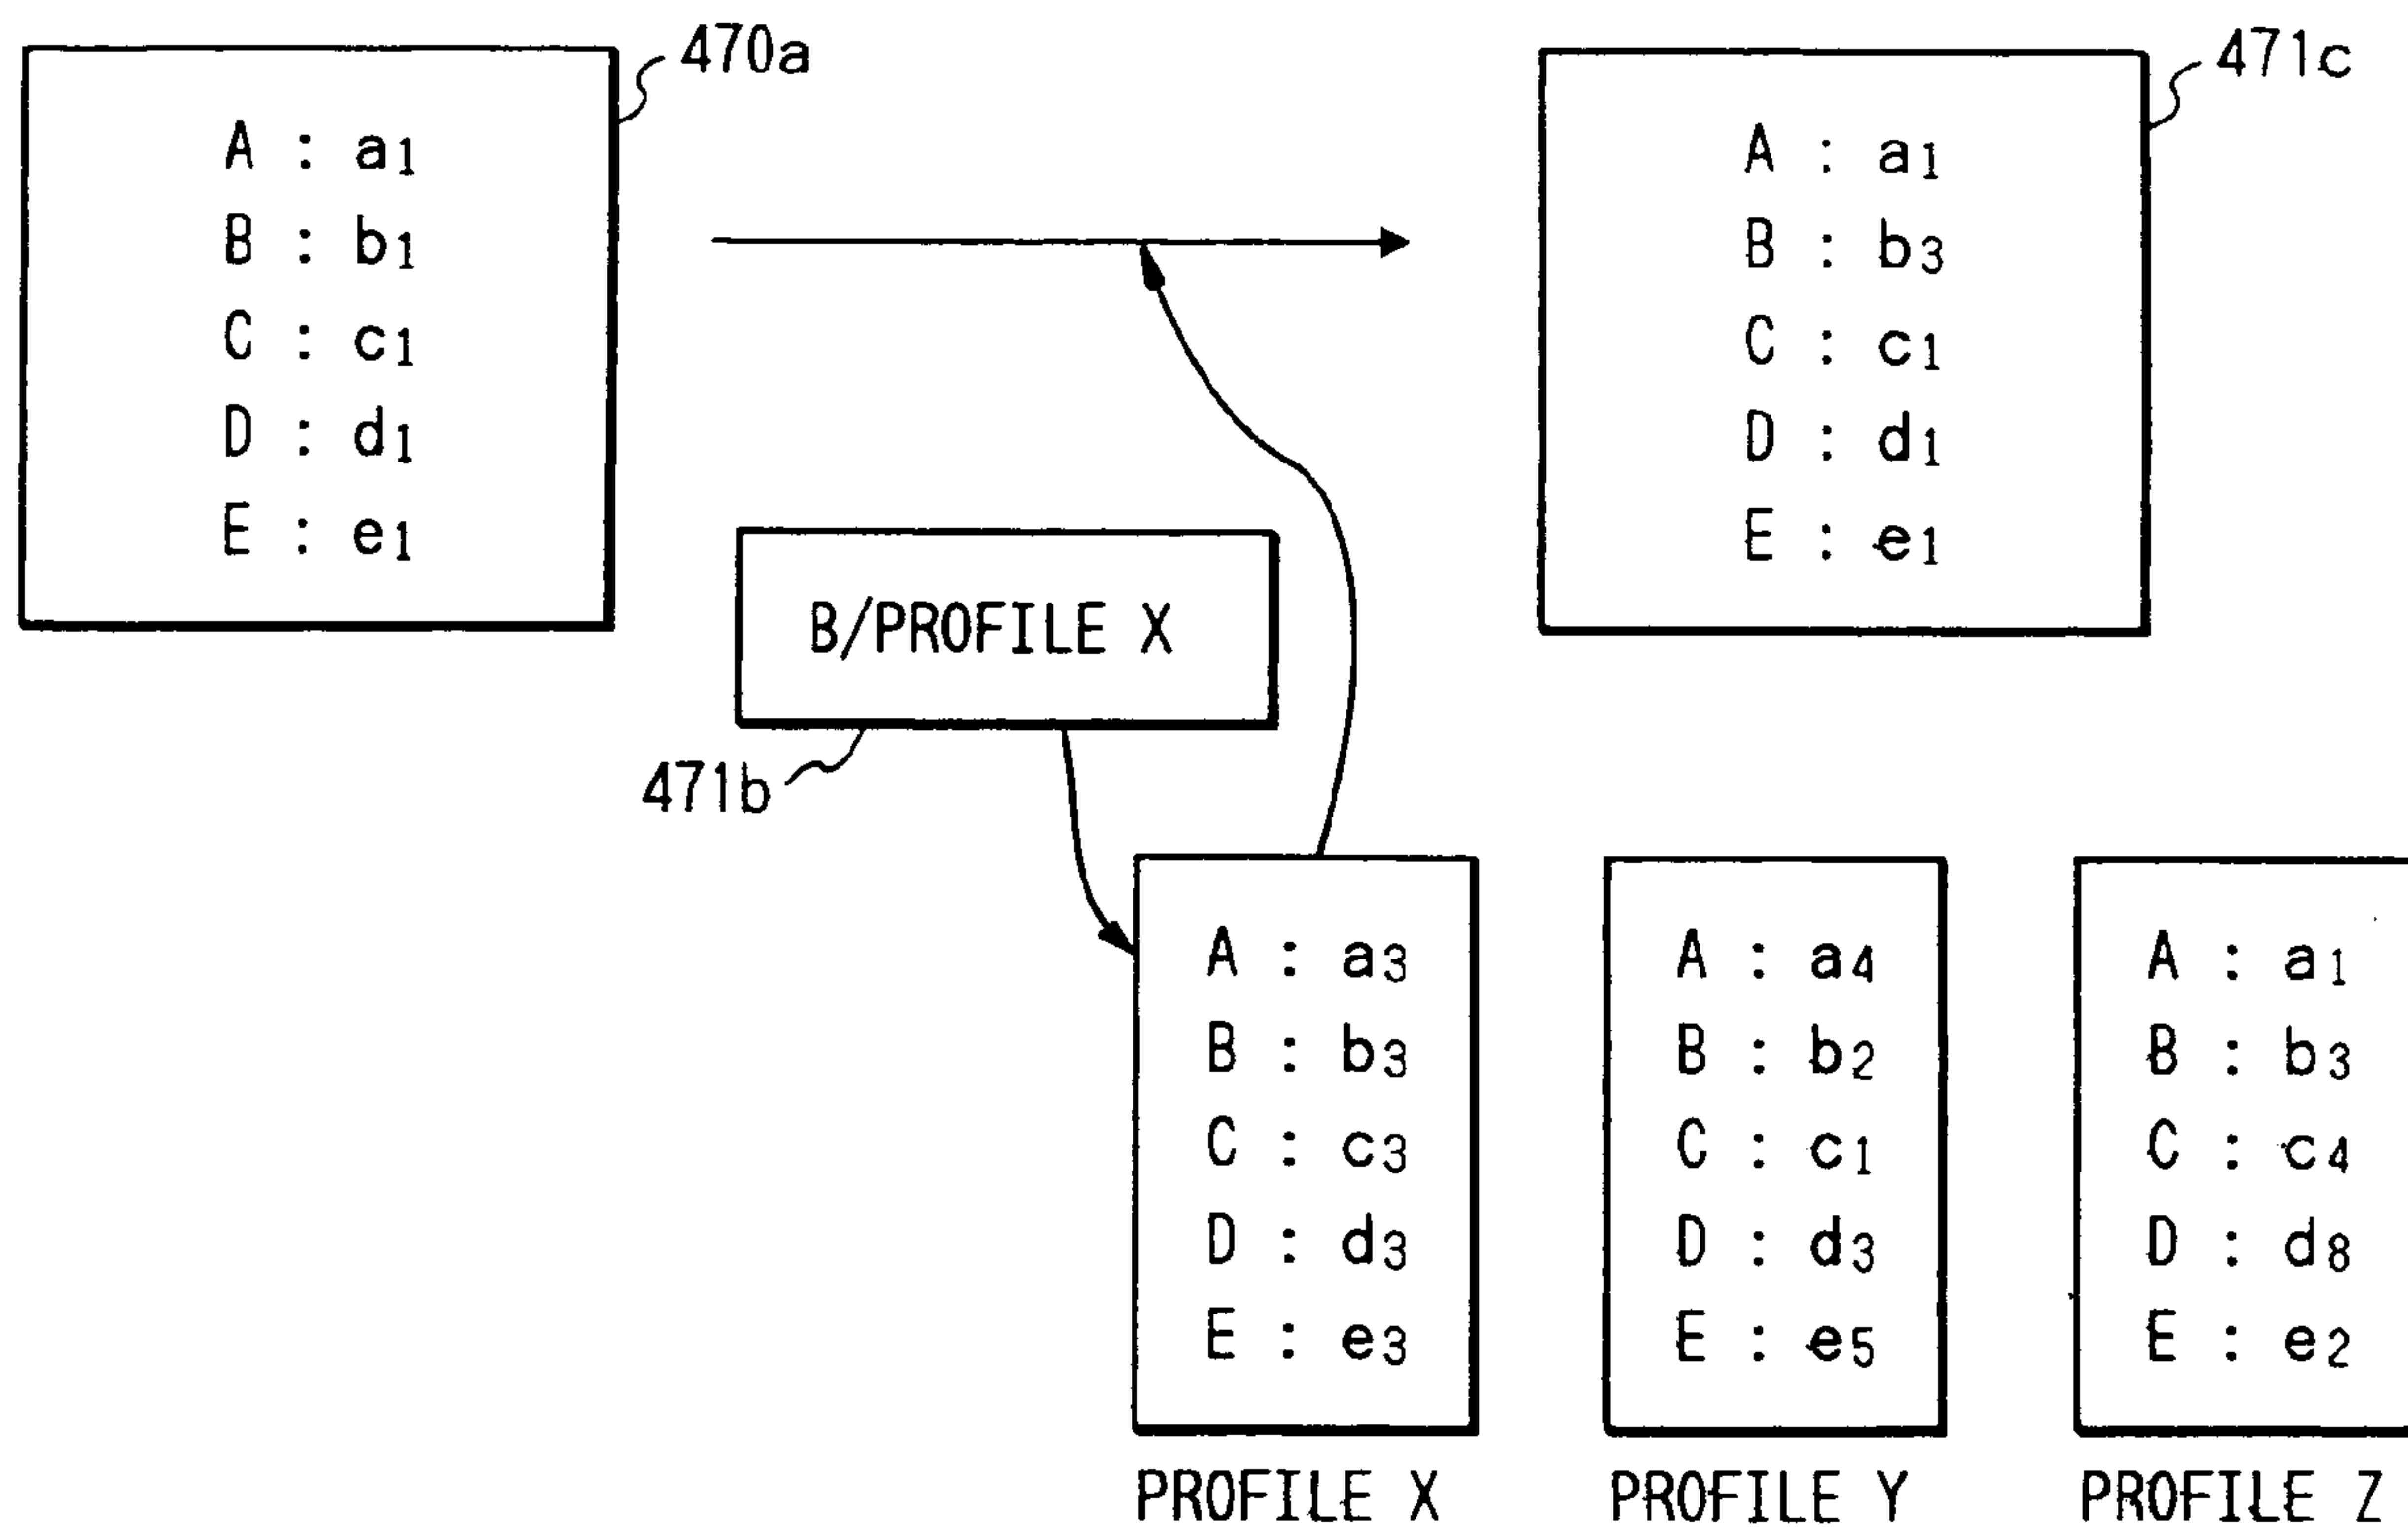 470a
A : a1
B : b1
C : c1
D : d1
E : e1
471c
A : a1
B : b3
C : c1
D : d1
E : e1
B/PROFILE X
471b
A : a3
B : b3
C : c3
D : d3
E : e3
PROFILE X
A : a4
B : b2
C : c1
D : d3
E : e5
PROFILE Y
A : a1
B : b3
C : c4
D : d8
E : e2
PROFILE Z